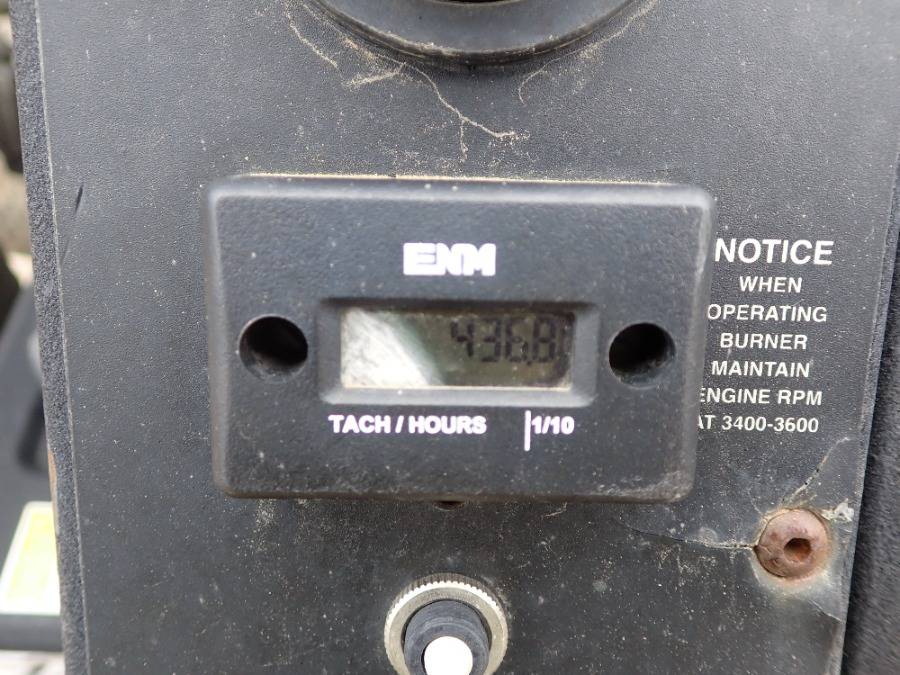 ENM
436.8
TACH / HOURS 1/10
NOTICE
WHEN
OPERATING
BURNER
MAINTAIN
ENGINE RPM
AT 3400-3600